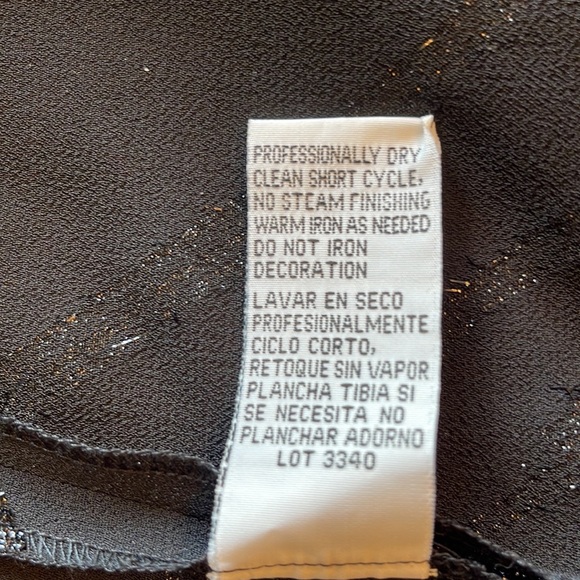 PROFESSIONALLY DRY
CLEAN SHORT CYCLE,
NO STEAM FINISHING
WARM IRON AS NEEDED
DO NOT IRON
DECORATION
LAVAR EN SECO
PROFESIONALMENTE
CICLO CORTO,
RETOQUE SIN VAPOR
PLANCHA TIBIA SI
SE NECESITA NO
PLANCHAR ADORNO
LOT 3340